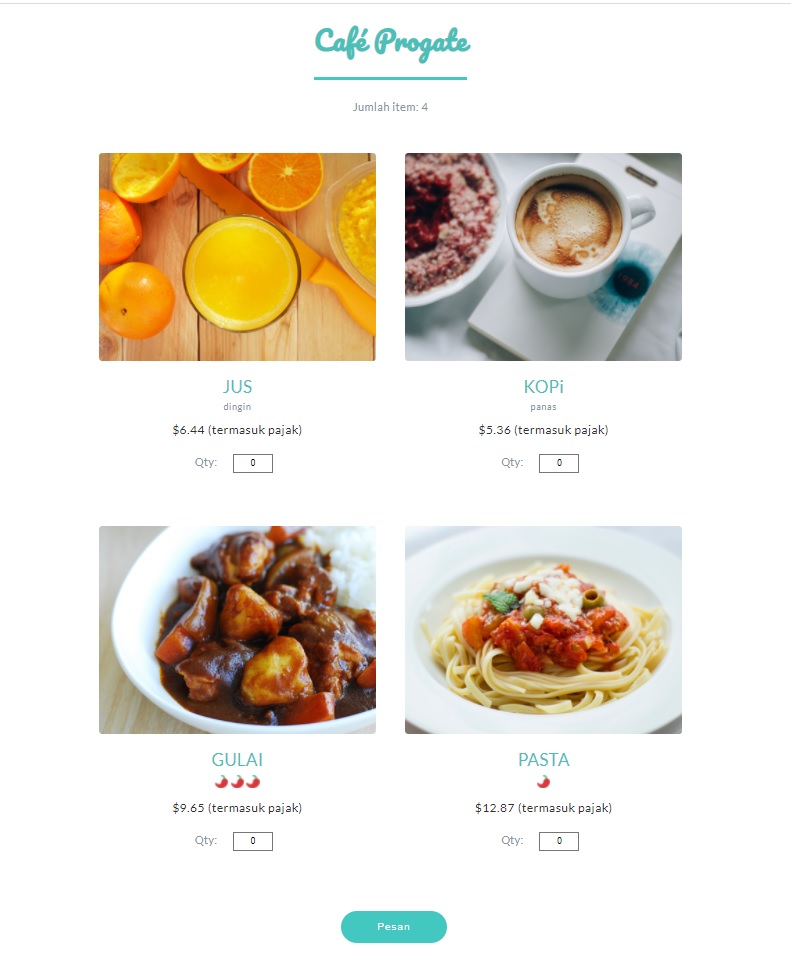 Café Progate
Jumlah item: 4
JUS
dingin
$6.44 (termasuk pajak)
Qty: 0
KOPi
panas
$5.36 (termasuk pajak)
Qty: 0
1984
GULAI
$9.65 (termasuk pajak)
Qty: 0
PASTA
$12.87 (termasuk pajak)
Qty: 0
Pesan